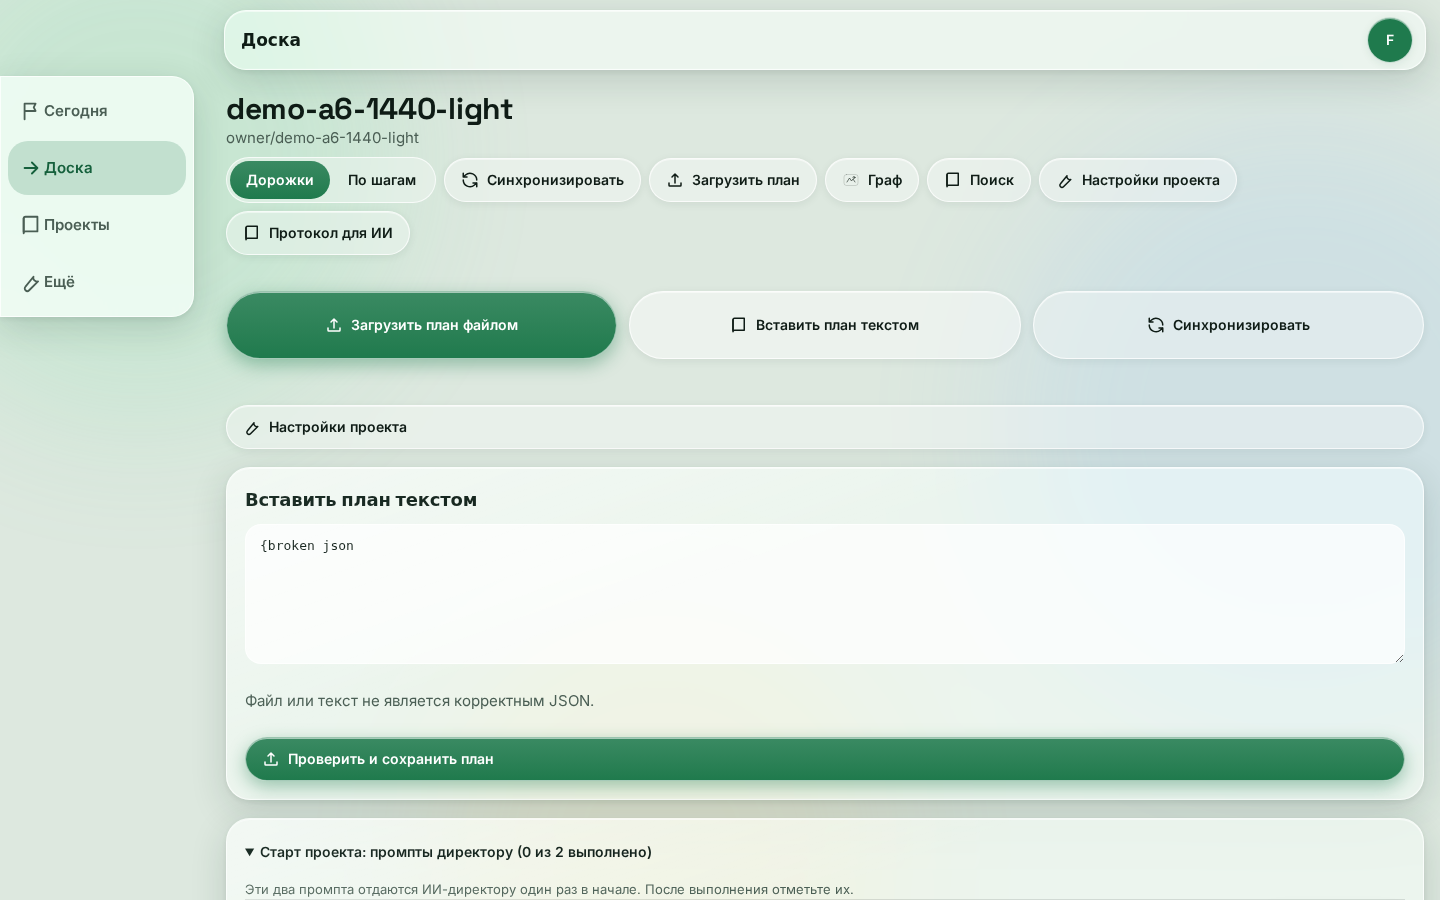 Доска
F
Сегодня
Доска
Проекты
Ещё
demo-a6-1440-light
owner/demo-a6-1440-light
Дорожки
По шагам
Синхронизировать
Загрузить план
Граф
Поиск
Настройки проекта
Протокол для ИИ
Загрузить план файлом
Вставить план текстом
Синхронизировать
Настройки проекта
Вставить план текстом
{broken json
Файл или текст не является корректным JSON.
Проверить и сохранить план
Старт проекта: промпты директору (0 из 2 выполнено)
Эти два промпта отдаются ИИ-директору один раз в начале. После выполнения отметьте их.